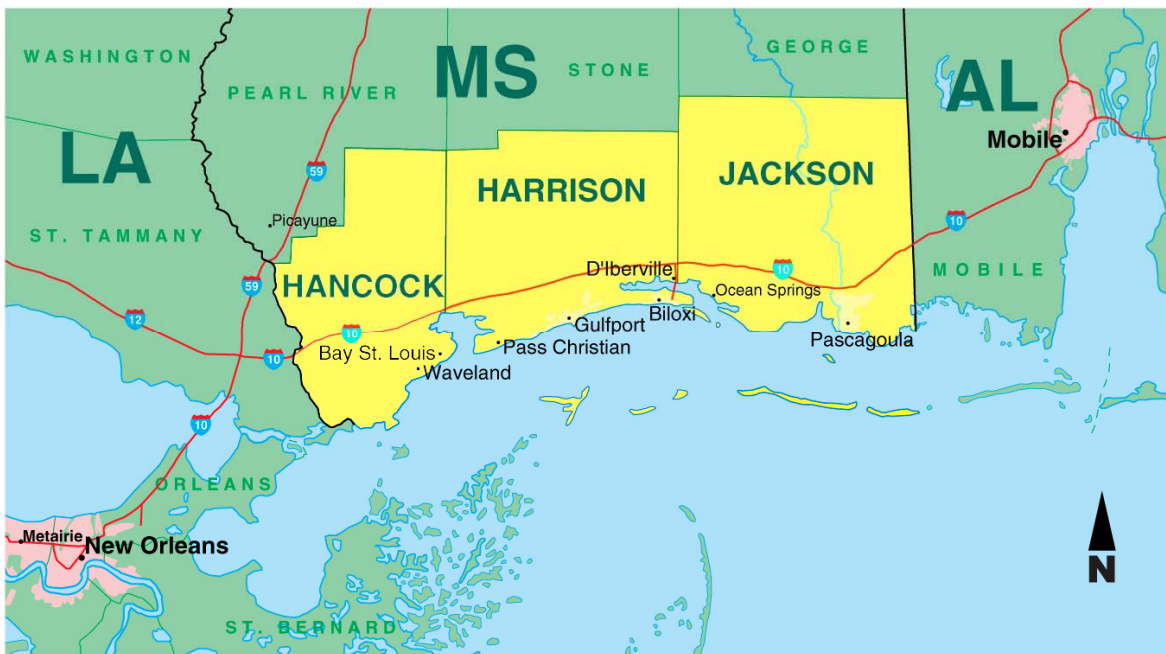 WASHINGTON
PEARL RIVER
MS
STONE
GEORGE
AL
Mobile
LA
59
HARRISON
JACKSON
Picayune
ST. TAMMANY
10
MOBILE
HANCOCK
D'Iberville
10
59
Ocean Springs
Biloxi
12
Gulfport
10
Pascagoula
10
Bay St. Louis
Pass Christian
Waveland
10
ORLEANS
Metairie
New Orleans
N
ST. BERNARD